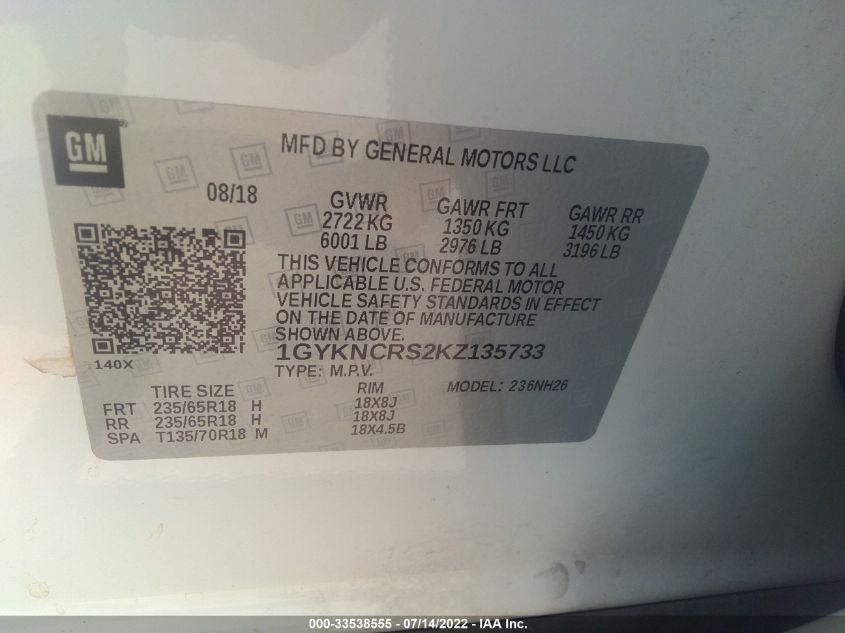 GM
MFD BY GENERAL MOTORS LLC
08/18
GVWR GAWR FRT GAWR RR
2722 KG 1350 KG 1450 KG
6001 LB 2976 LB 3196 LB
THIS VEHICLE CONFORMS TO ALL
APPLICABLE U.S. FEDERAL MOTOR
VEHICLE SAFETY STANDARDS IN EFFECT
ON THE DATE OF MANUFACTURE
SHOWN ABOVE.
140X
1GYKNCRS2KZ135733
TYPE: M.P.V. MODEL: 236NH26
TIRE SIZE RIM
FRT 235/65R18 H 18X8J
RR 235/65R18 H 18X8J
SPA T135/70R18 M 18X4.5B
000-33538555 - 07/14/2022 - IAA Inc.